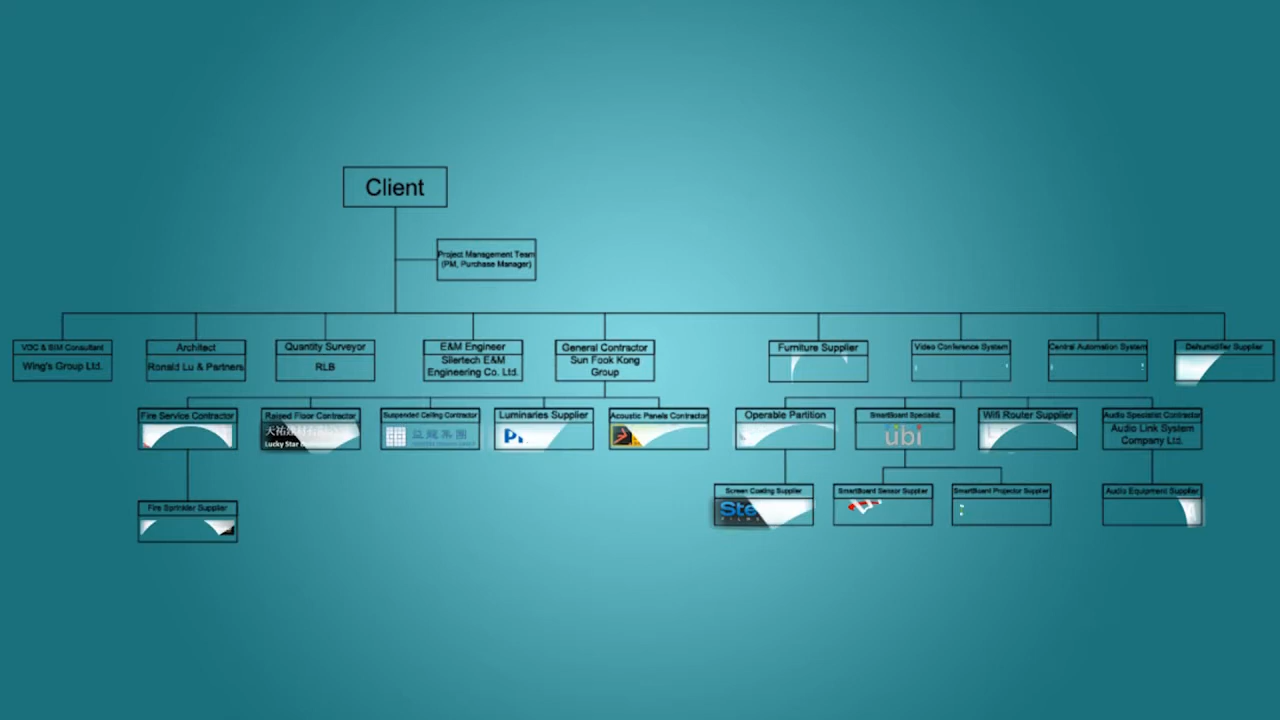 Client
Project Management Team
(PM, Purchase Manager)
VDC & BIM Consultant
Wing's Group Ltd.
Architect
Ronald Lu & Partners
Quantity Surveyor
RLB
E&M Engineer
Silertech E&M
Engineering Co. Ltd.
General Contractor
Sun Fook Kong
Group
Furniture Supplier
Video Conference System
Central Automation System
Dehumidifier Supplier
Fire Service Contractor
Raised Floor Contractor
Lucky Star
Suspended Ceiling Contractor
Luminaries Supplier
Acoustic Panels Contractor
Operable Partition
SmartBoard Specialist
ubi
Wifi Router Supplier
Audio Specialist Contractor
Audio Link System
Company Ltd.
Fire Sprinkler Supplier
Screen Coating Supplier
Ste
SmartBoard Sensor Supplier
SmartBoard Projector Supplier
Audio Equipment Supplier